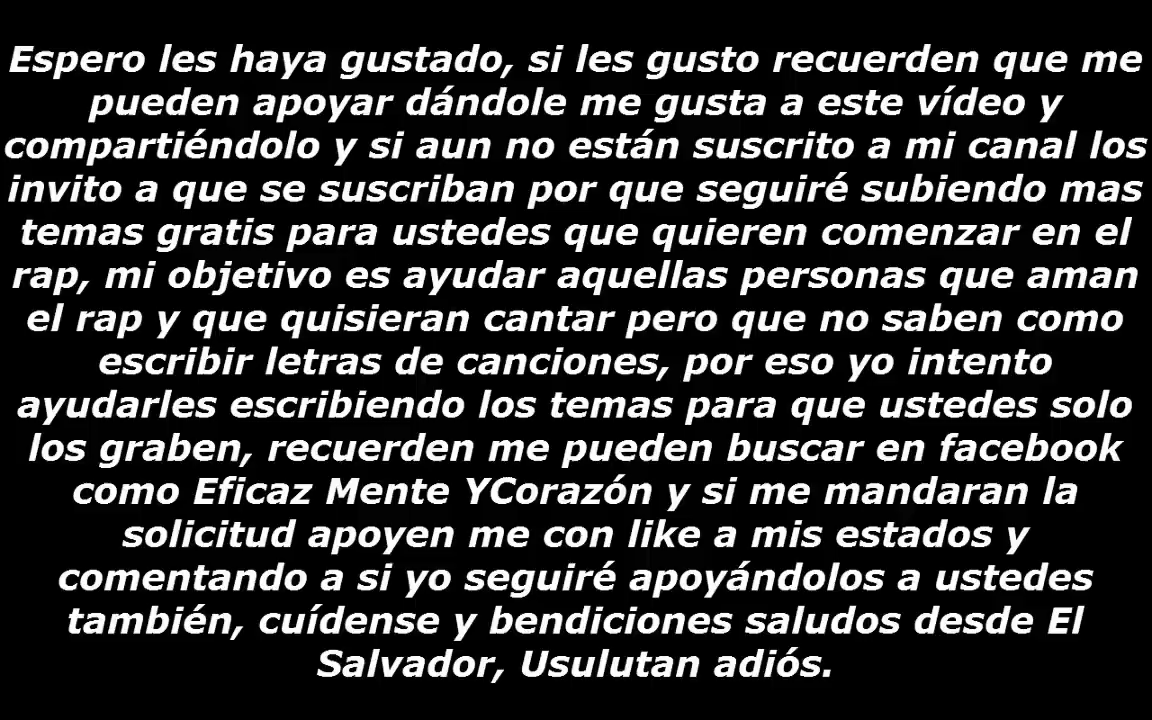 Espero les haya gustado, si les gusto recuerden que me
pueden apoyar dándole me gusta a este vídeo y
compartiéndolo y si aun no están suscrito a mi canal los
invito a que se suscriban por que seguiré subiendo mas
temas gratis para ustedes que quieren comenzar en el
rap, mi objetivo es ayudar aquellas personas que aman
el rap y que quisieran cantar pero que no saben como
escribir letras de canciones, por eso yo intento
ayudarles escribiendo los temas para que ustedes solo
los graben, recuerden me pueden buscar en facebook
como Eficaz Mente YCorazón y si me mandaran la
solicitud apoyen me con like a mis estados y
comentando a si yo seguiré apoyándolos a ustedes
también, cuídense y bendiciones saludos desde El
Salvador, Usulutan adiós.